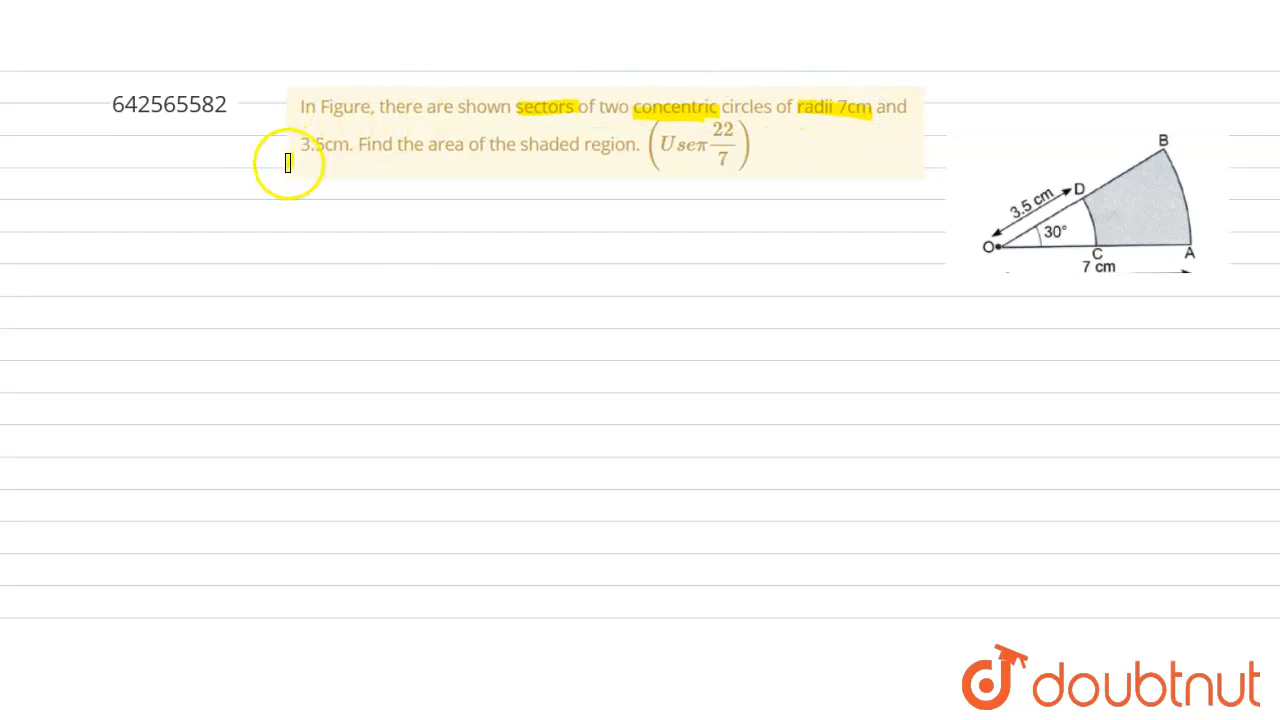 642565582
In Figure, there are shown sectors of two concentric circles of radii 7cm and
3.5cm. Find the area of the shaded region. (Useπ 22/7)
B
3.5 cm D
30°
O C A
7 cm
doubtnut